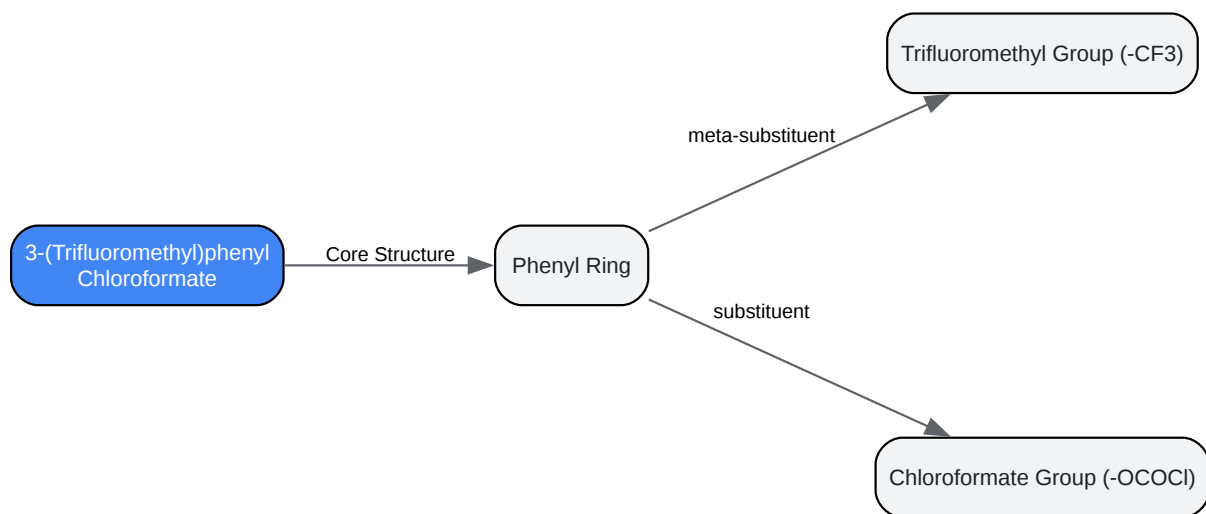 Trifluoromethyl Group (-CF3)
meta-substituent
3-(Trifluoromethyl)phenyl
Chloroformate
Core Structure
Phenyl Ring
substituent
Chloroformate Group (-OCOCl)